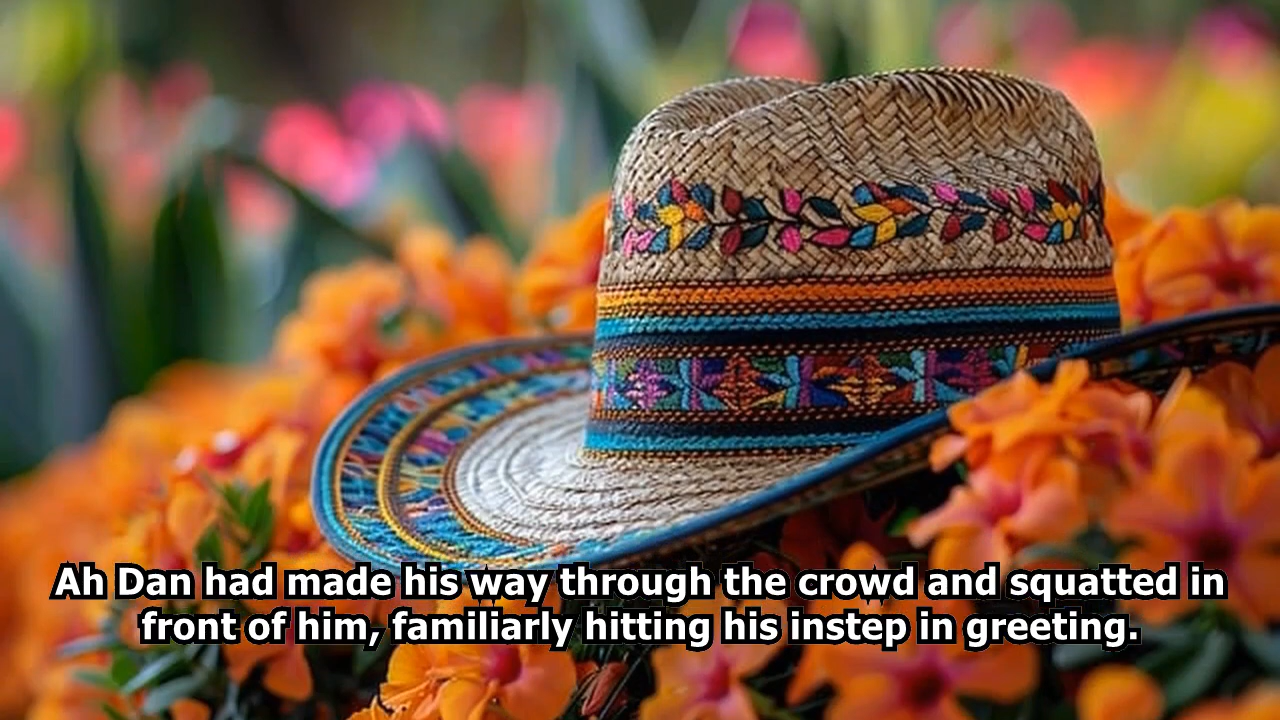 Ah Dan had made his way through the crowd and squatted in
front of him, familiarly hitting his instep in greeting.